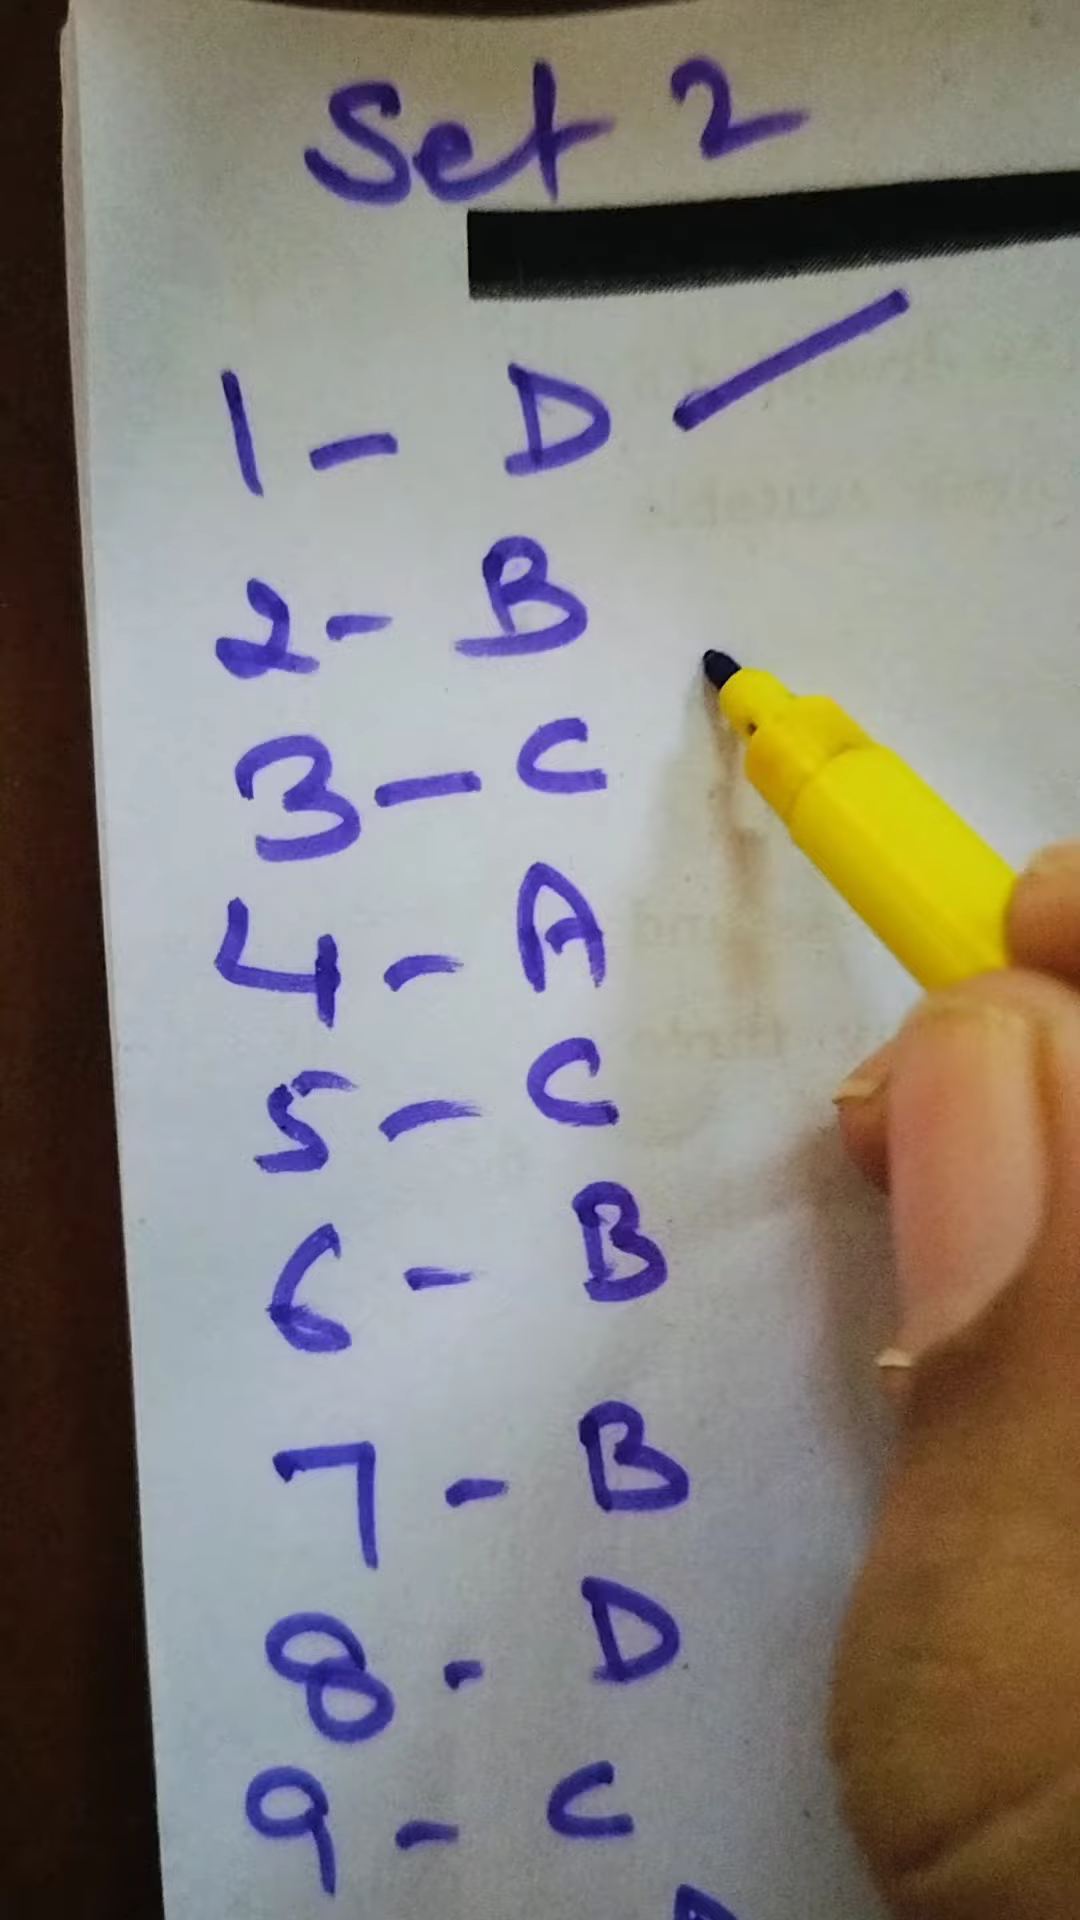 Set 2
1 - D
2 - B
3 - C
4 - A
5 - C
6 - B
7 - B
8 - D
9 - C